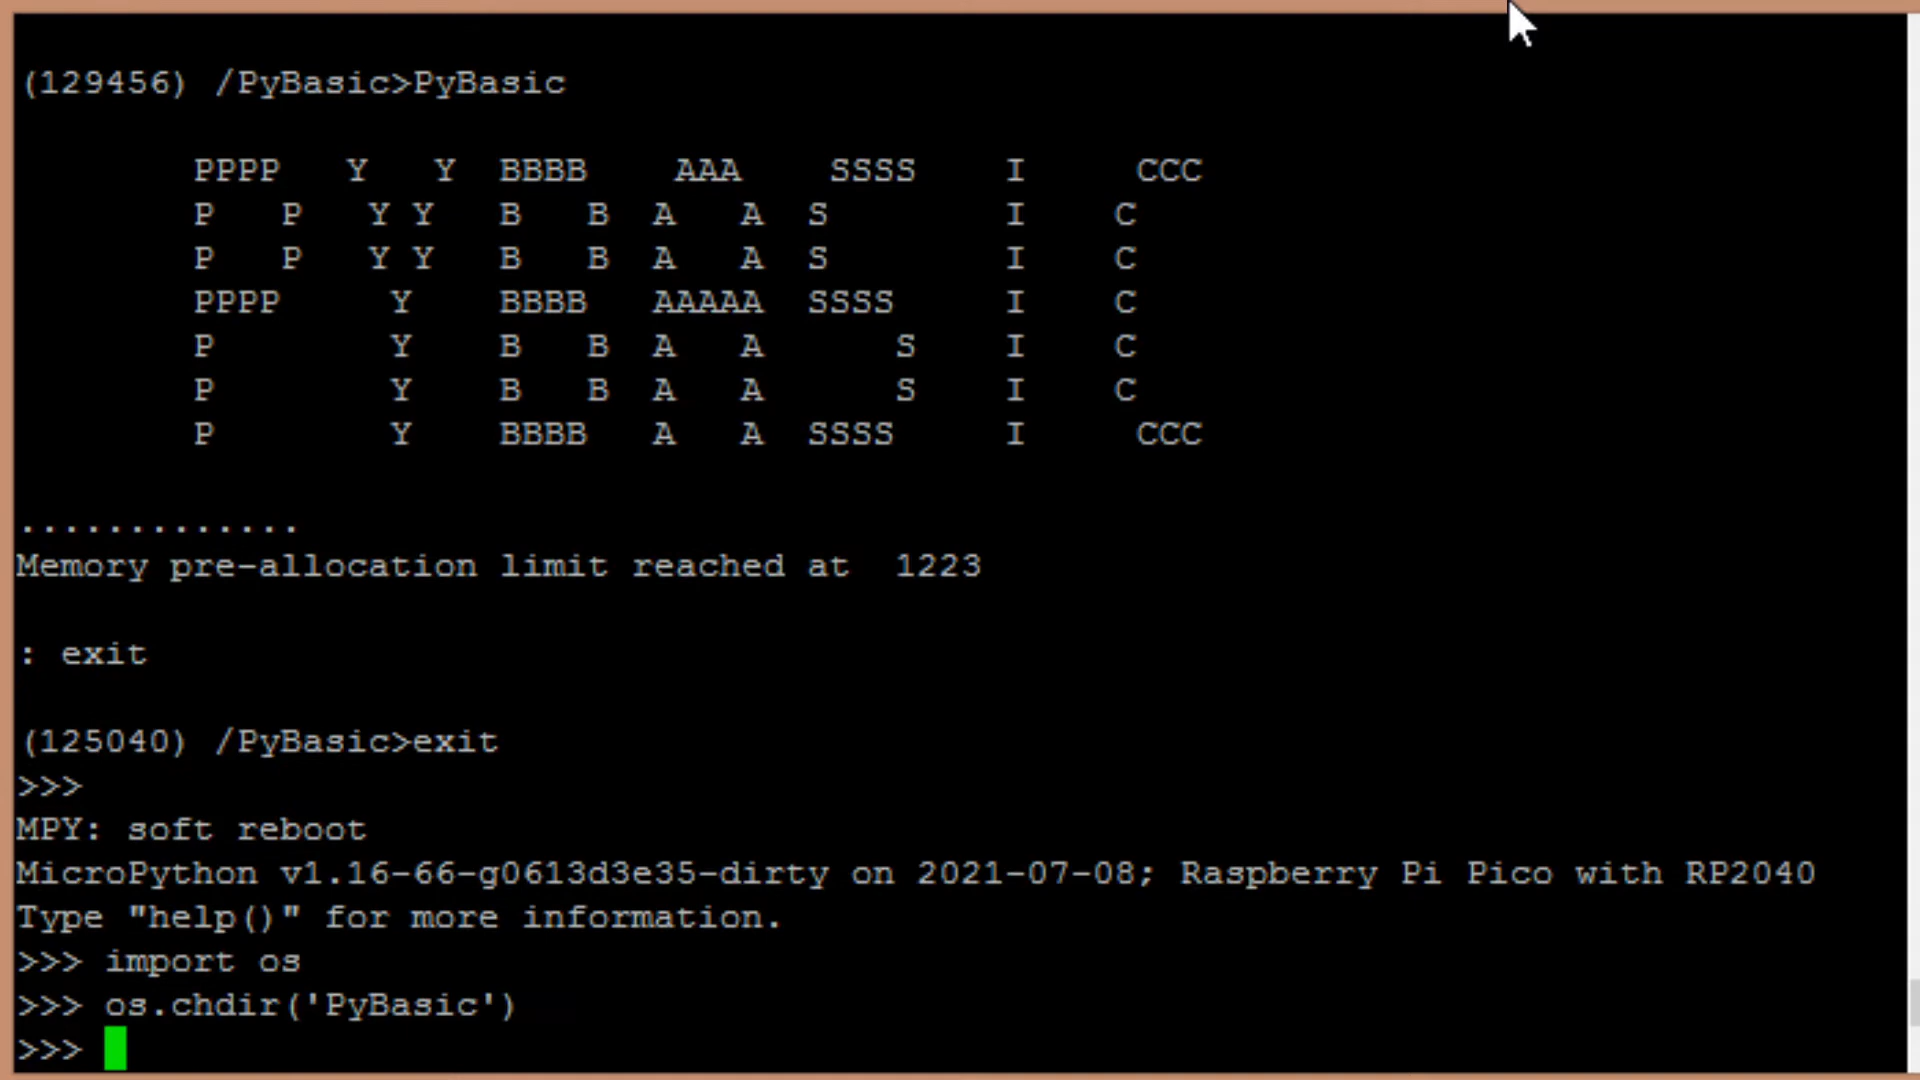 (129456) /PyBasic>PyBasic
        PPPP   Y   Y  BBBB    AAA    SSSS    I     CCC
        P   P   Y Y   B   B  A   A  S        I    C
        P   P   Y Y   B   B  A   A  S        I    C
        PPPP     Y    BBBB   AAAAA  SSSS     I    C
        P        Y    B   B  A   A      S    I    C
        P        Y    B   B  A   A      S    I    C
        P        Y    BBBB   A   A  SSSS     I     CCC
.............
Memory pre-allocation limit reached at  1223
: exit
(125040) /PyBasic>exit
>>>
MPY: soft reboot
MicroPython v1.16-66-g0613d3e35-dirty on 2021-07-08; Raspberry Pi Pico with RP2040
Type "help()" for more information.
>>> import os
>>> os.chdir('PyBasic')
>>>